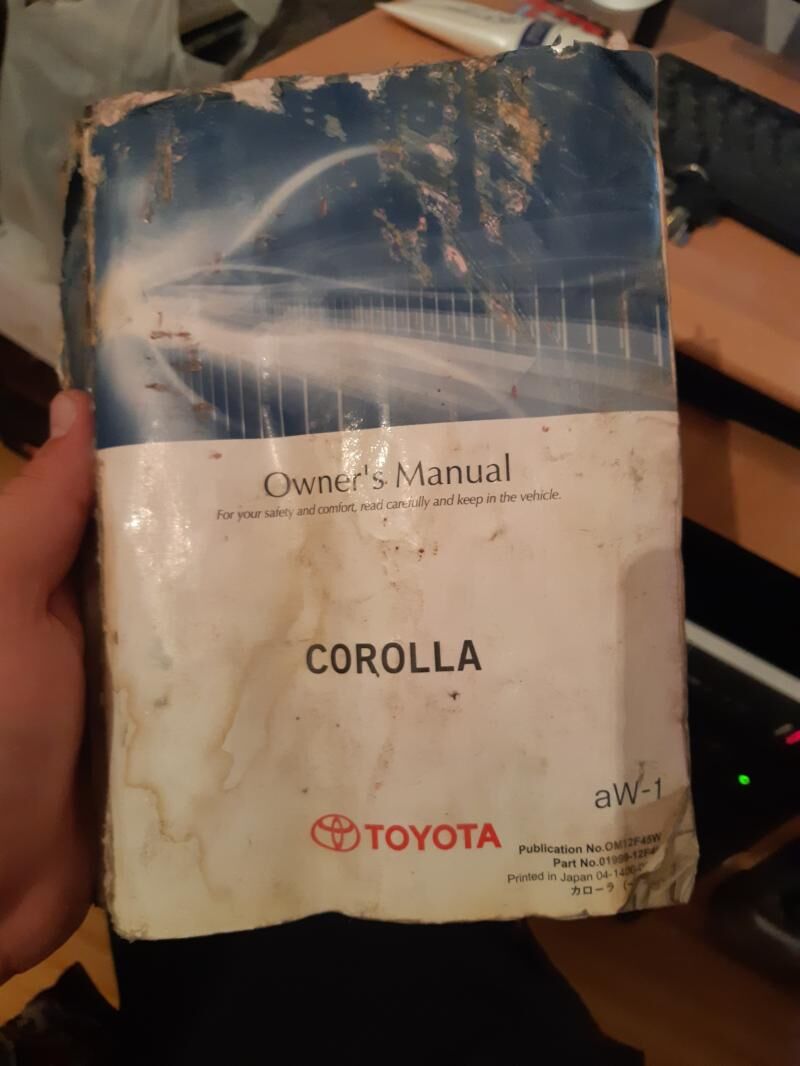 Owner's Manual
For your safety and comfort, read carefully and keep in the vehicle.
COROLLA
aW-1
TOYOTA
Publication No.OM12F45W
Part No.
Printed in Japan
カローラ